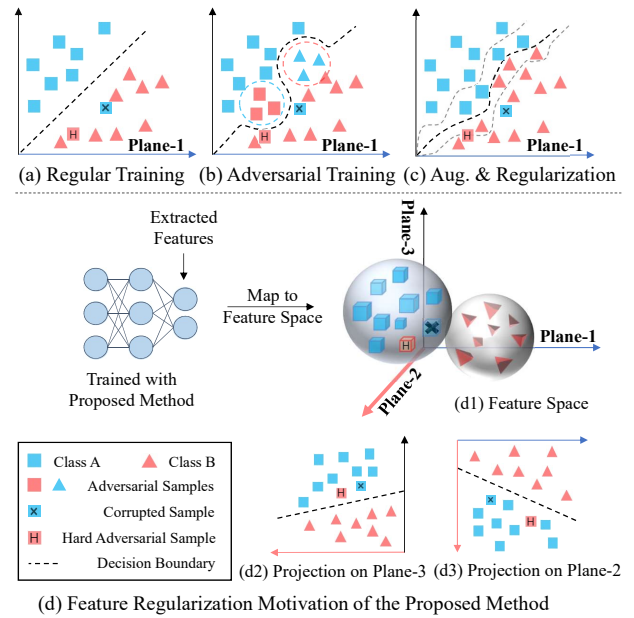 Plane-1
Plane-1
Plane-1
H
H
H
(a) Regular Training
(b) Adversarial Training
(c) Aug. & Regularization
Extracted
Features
Map to
Feature Space
Trained with
Proposed Method
Plane-3
Plane-1
Plane-2
H
(d1) Feature Space
Class A
Class B
Adversarial Samples
Corrupted Sample
H
Hard Adversarial Sample
Decision Boundary
H
H
(d2) Projection on Plane-3
(d3) Projection on Plane-2
(d) Feature Regularization Motivation of the Proposed Method